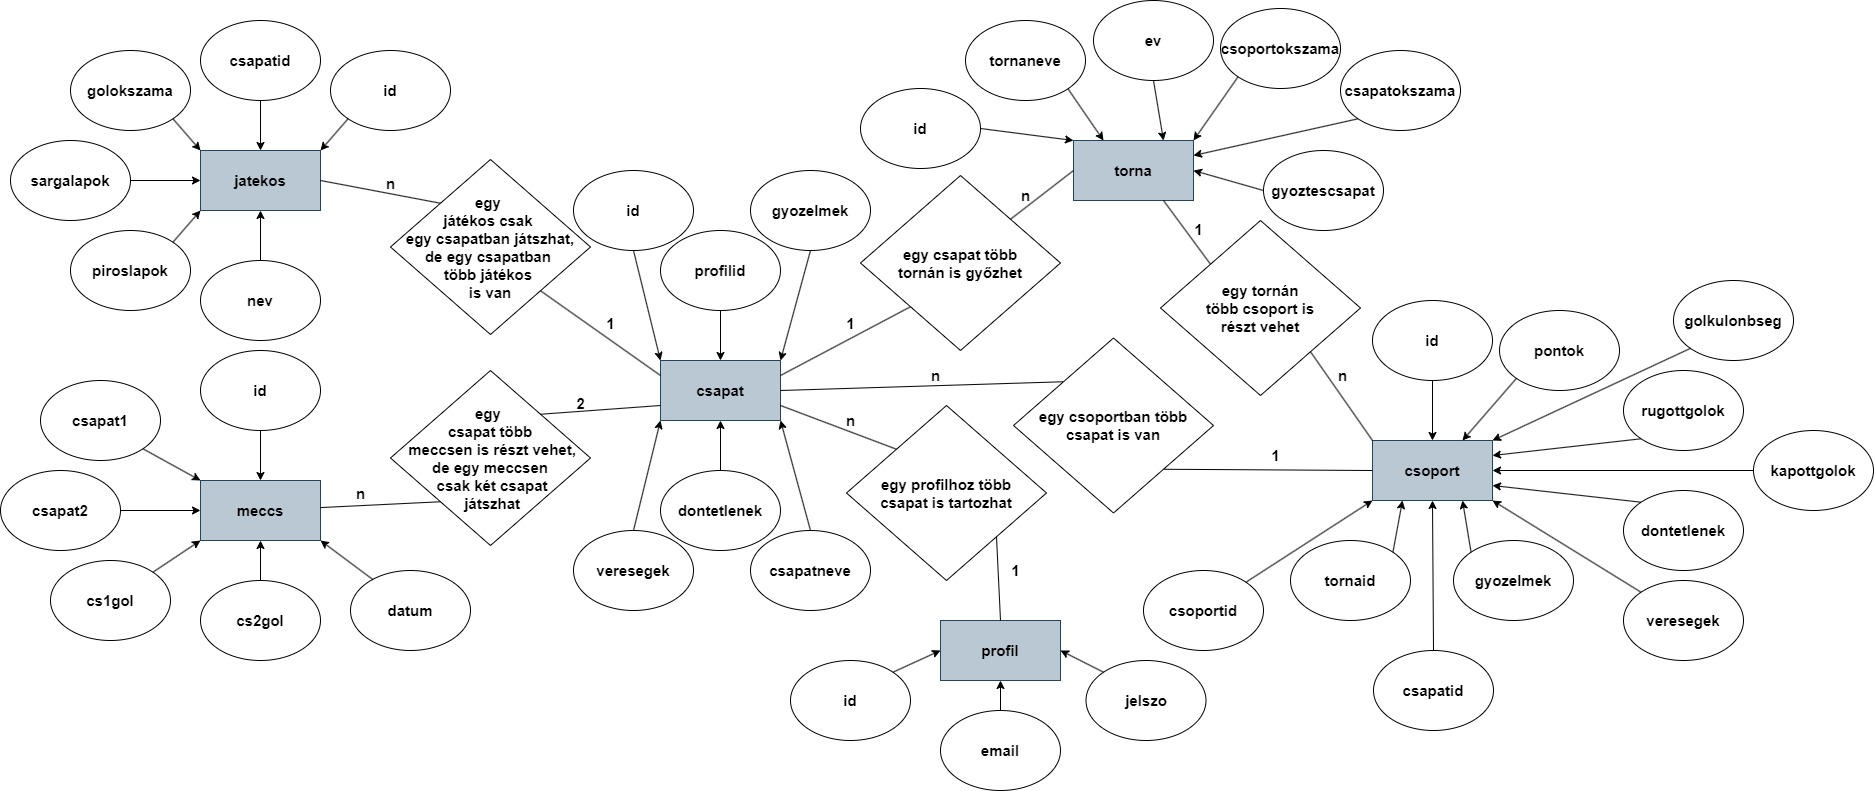 csapatid
golokszama
id
sargalapok
jatekos
piroslapok
nev
n
egy
játékos csak
egy csapatban játszhat,
de egy csapatban
több játékos
is van
1
id
profilid
gyozelmek
csapat
veresegek
dontetlenek
csapatneve
id
csapat1
csapat2
meccs
cs1gol
cs2gol
datum
n
egy
csapat több
meccsen is részt vehet,
de egy meccsen
csak két csapat
játszhat
2
id
tornaneve
ev
csoportokszama
csapatokszama
torna
gyoztescsapat
n
egy csapat több
tornán is győzhet
1
1
egy tornán
több csoport is
részt vehet
n
n
egy csoportban több
csapat is van
1
n
egy profilhoz több
csapat is tartozhat
1
profil
id
email
jelszo
id
pontok
golkulonbseg
rugottgolok
kapottgolok
csoport
dontetlenek
csoportid
tornaid
gyozelmek
veresegek
csapatid